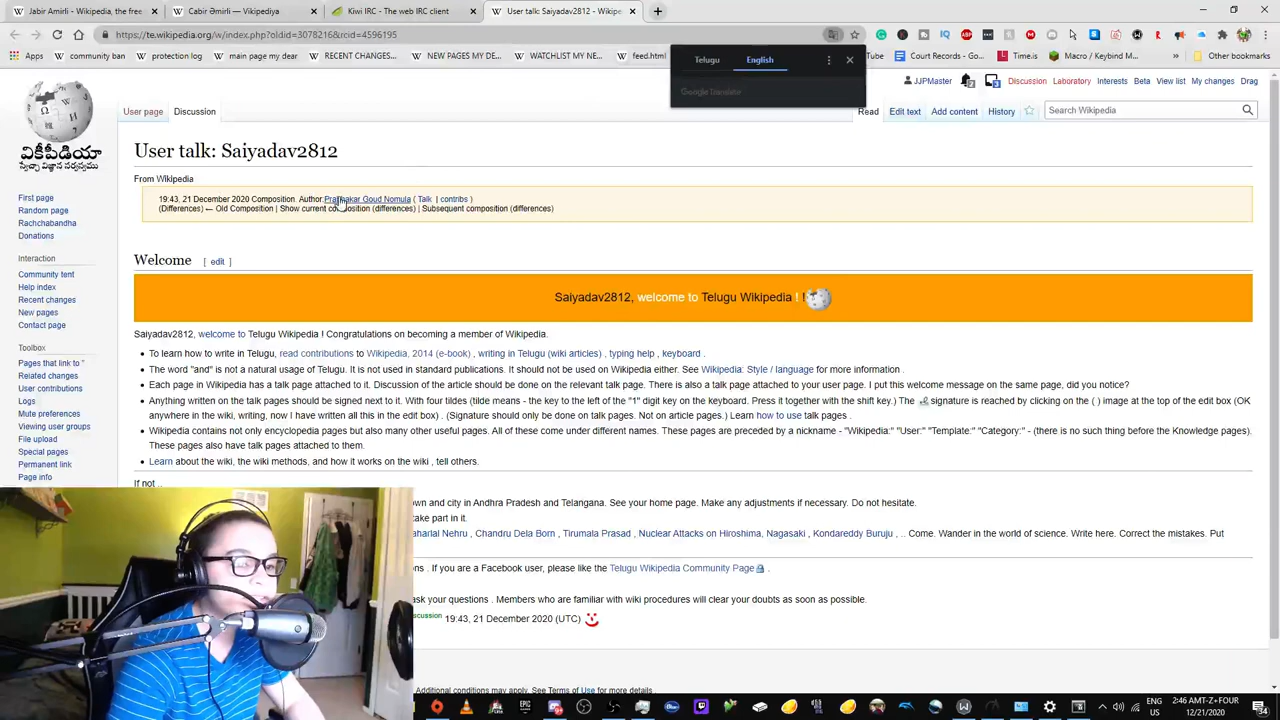 Jabir Amirli - Wikipedia, the free
Cabir Əmirli — Vikipediya
Kiwi IRC - The web IRC client
User talk Saiyadav2812 - Wikipe
https://te.wikipedia.org/w/index.php?oldid=3078216&rcid=4596195
Apps
community ban
protection log
main page dear
RECENT CHANGES...
NEW PAGES MY DE...
WATCHLIST MY NE...
feed.html
Court Records - Go...
Time.is
Macro / Keybind
Other bookmarks
Telugu
English
Google Translate
JJPMaster
Discussion
Laboratory
Interests
Beta
View list
My changes
Drag
User page
Discussion
Read
Edit text
Add content
History
Search Wikipedia
వికీపీడియా
స్వేచ్ఛా విజ్ఞాన సర్వస్వము
User talk: Saiyadav2812
From Wikipedia
19:43, 21 December 2020 Composition. Author:Prabhakar Goud Nomula ( Talk | contribs )
(Differences) ← Old Composition | Show current composition (differences) | Subsequent composition (differences)
First page
Random page
Rachchabandha
Donations
Interaction
Community tent
Help index
Recent changes
New pages
Contact page
Toolbox
Pages that link to "
Related changes
User contributions
Logs
Mute preferences
Viewing user groups
File upload
Special pages
Permanent link
Page info
Welcome [ edit ]
Saiyadav2812, welcome to Telugu Wikipedia ! !
Saiyadav2812, welcome to Telugu Wikipedia ! Congratulations on becoming a member of Wikipedia.
• To learn how to write in Telugu, read contributions to Wikipedia, 2014 (e-book) , writing in Telugu (wiki articles) , typing help , keyboard .
• The word "and" is not a natural usage of Telugu. It is not used in standard publications. It should not be used on Wikipedia either. See Wikipedia: Style / language for more information .
• Each page in Wikipedia has a talk page attached to it. Discussion of the article should be done on the relevant talk page. There is also a talk page attached to your user page. I put this welcome message on the same page, did you notice?
• Anything written on the talk pages should be signed next to it. With four tildes (tilde means - the key to the left of the "1" digit key on the keyboard. Press it together with the shift key.) The signature is reached by clicking on the ( ) image at the top of the edit box (OK
anywhere in the wiki, writing, now I have written all this in the edit box) . (Signature should only be done on talk pages. Not on article pages.) Learn how to use talk pages .
• Wikipedia contains not only encyclopedia pages but also many other useful pages. All of these come under different names. These pages are preceded by a nickname - "Wikipedia:" "User:" "Template:" "Category:" - (there is no such thing before the Knowledge pages).
These pages also have talk pages attached to them.
• Learn about the wiki, the wiki methods, and how it works on the wiki , tell others.
If not ..
own and city in Andhra Pradesh and Telangana. See your home page. Make any adjustments if necessary. Do not hesitate.
take part in it.
aharlal Nehru , Chandru Dela Born , Tirumala Prasad , Nuclear Attacks on Hiroshima, Nagasaki , Kondareddy Buruju , .. Come. Wander in the world of science. Write here. Correct the mistakes. Put
ons . If you are a Facebook user, please like the Telugu Wikipedia Community Page .
ask your questions . Members who are familiar with wiki procedures will clear your doubts as soon as possible.
scussion 19:43, 21 December 2020 (UTC)
Additional conditions may apply. See Terms of Use for more details
EPIC
GAMES
ENG
US
2:46 AMT-Z+FOUR
12/21/2020